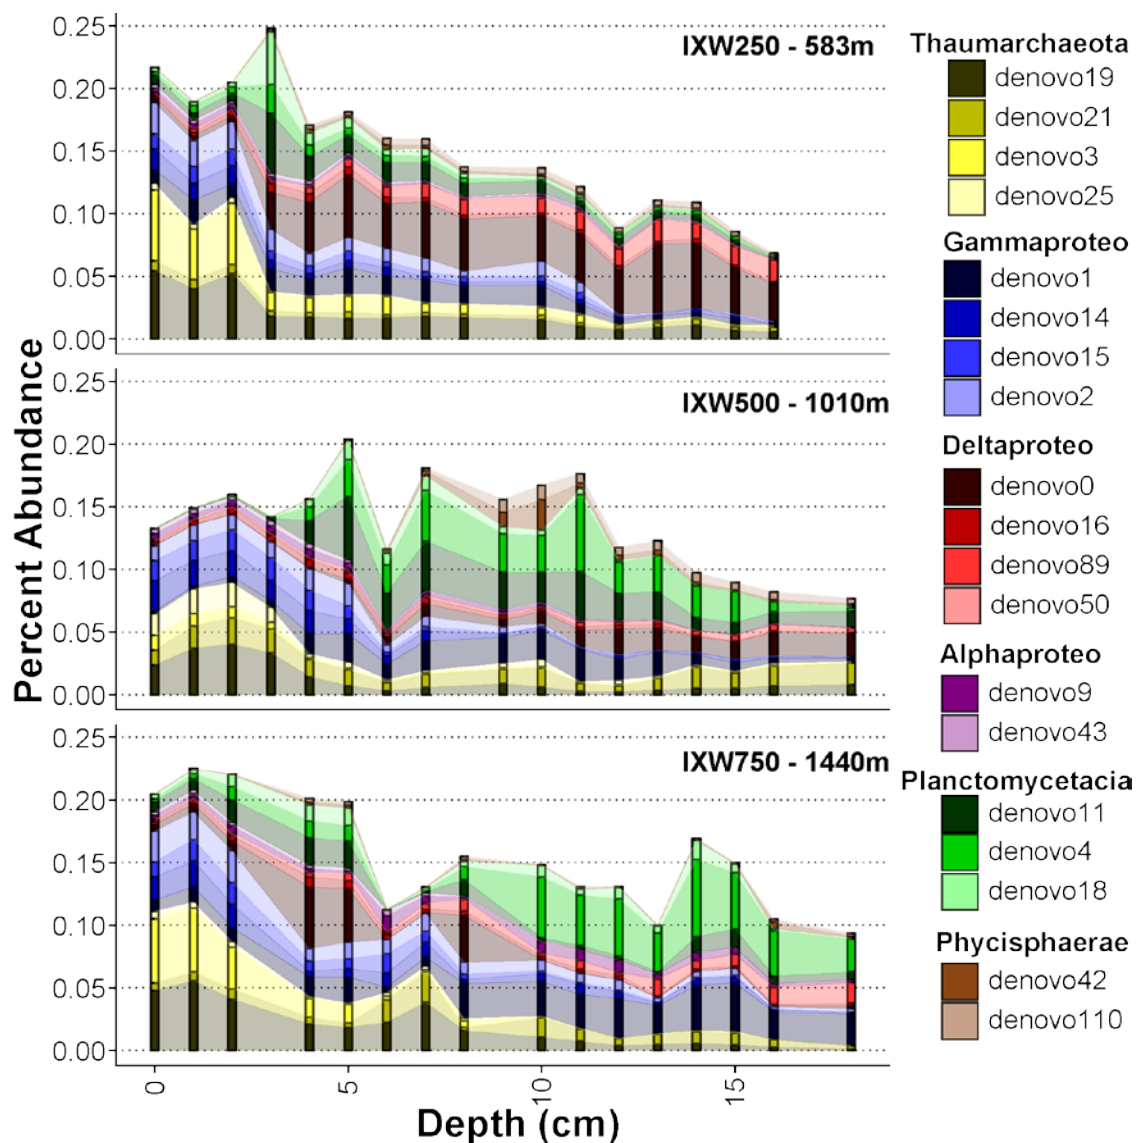 IXW250 - 583m
0.25
0.20
0.15
0.10
0.05
0.00
IXW500 - 1010m
0.25
0.20
0.15
0.10
0.05
0.00
IXW750 - 1440m
0.25
0.20
0.15
0.10
0.05
0.00
Percent Abundance
0
5
10
15
Depth (cm)
Thaumarchaeota
denovo19
denovo21
denovo3
denovo25
Gammaproteo
denovo1
denovo14
denovo15
denovo2
Deltaproteo
denovo0
denovo16
denovo89
denovo50
Alphaproteo
denovo9
denovo43
Planctomycetacia
denovo11
denovo4
denovo18
Phycisphaerae
denovo42
denovo110